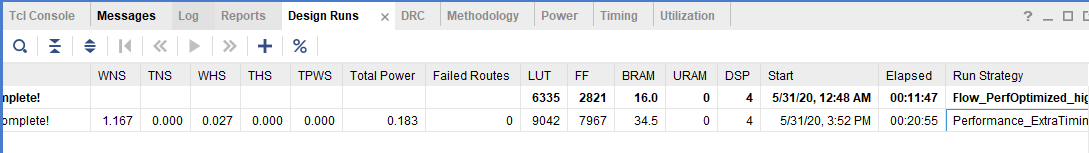 Tcl Console Messages Log Reports Design Runs × DRC Methodology Power Timing Utilization ?
%
WNS TNS WHS THS TPWS Total Power Failed Routes LUT FF BRAM URAM DSP Start Elapsed Run Strategy
mplete! 6335 2821 16.0 0 4 5/31/20, 12:48 AM 00:11:47 Flow_PerfOptimized_hig
omplete! 1.167 0.000 0.027 0.000 0.000 0.183 0 9042 7967 34.5 0 4 5/31/20, 3:52 PM 00:20:55 Performance_ExtraTimin